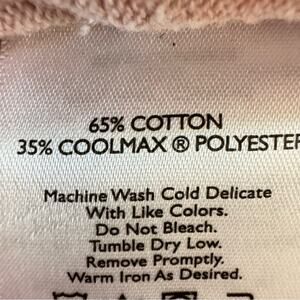 65% COTTON
35% COOLMAX ® POLYESTER
Machine Wash Cold Delicate
With Like Colors.
Do Not Bleach.
Tumble Dry Low.
Remove Promptly.
Warm Iron As Desired.